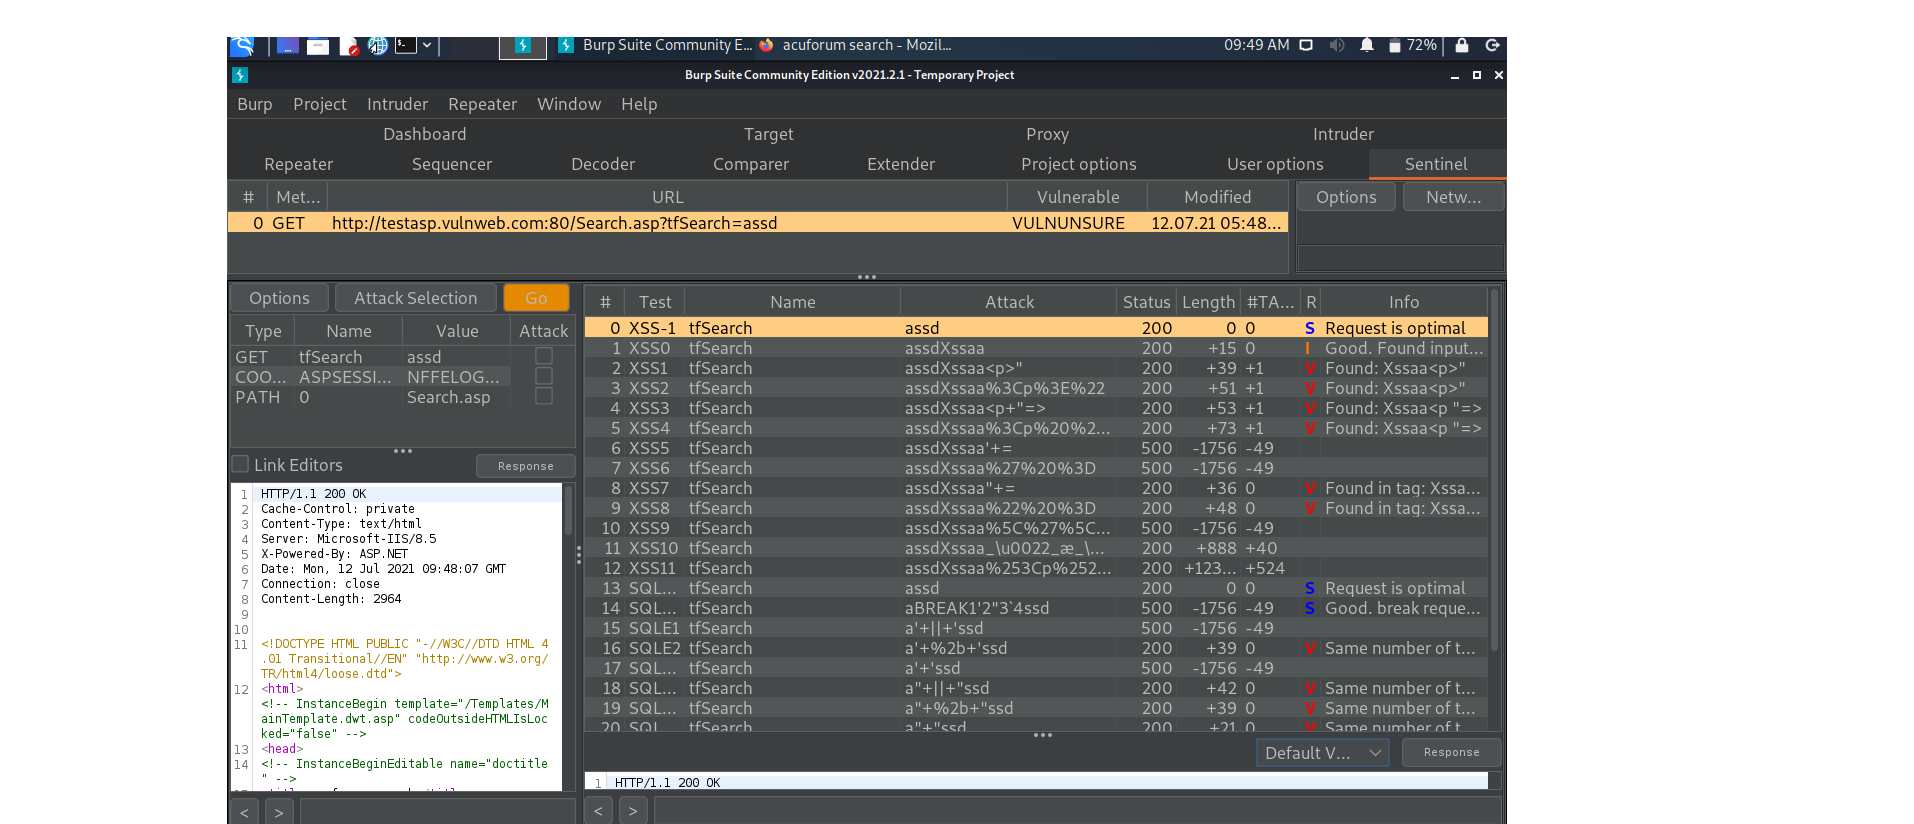 Burp Suite Community E... acuforum search - Mozil... 09:49 AM 72%
Burp Suite Community Edition v2021.2.1 - Temporary Project
Burp Project Intruder Repeater Window Help
Dashboard Target Proxy Intruder
Repeater Sequencer Decoder Comparer Extender Project options User options Sentinel
# Met... URL Vulnerable Modified
0 GET http://testasp.vulnweb.com:80/Search.asp?tfSearch=assd VULNUNSURE 12.07.21 05:48...
Options Netw...
Options Attack Selection Go
Type Name Value Attack
GET tfSearch assd
COO... ASPSESSI... NFFELOG...
PATH 0 Search.asp
Link Editors Response
1 HTTP/1.1 200 OK
2 Cache-Control: private
3 Content-Type: text/html
4 Server: Microsoft-IIS/8.5
5 X-Powered-By: ASP.NET
6 Date: Mon, 12 Jul 2021 09:48:07 GMT
7 Connection: close
8 Content-Length: 2964
9
10
11 <!DOCTYPE HTML PUBLIC "-//W3C//DTD HTML 4
.01 Transitional//EN" "http://www.w3.org/
TR/html4/loose.dtd">
12 <html>
<!-- InstanceBegin template="/Templates/M
ainTemplate.dwt.asp" codeOutsideHTMLIsLoc
ked="false" -->
13 <head>
14 <!-- InstanceBeginEditable name="doctitle
" -->
< >
# Test Name Attack Status Length #TA... R Info
0 XSS-1 tfSearch assd 200 0 0 S Request is optimal
1 XSS0 tfSearch assdXssaa 200 +15 0 I Good. Found input...
2 XSS1 tfSearch assdXssaa<p>" 200 +39 +1 V Found: Xssaa<p>"
3 XSS2 tfSearch assdXssaa%3Cp%3E%22 200 +51 +1 V Found: Xssaa<p>"
4 XSS3 tfSearch assdXssaa<p+"=> 200 +53 +1 V Found: Xssaa<p "=>
5 XSS4 tfSearch assdXssaa%3Cp%20%2... 200 +73 +1 V Found: Xssaa<p "=>
6 XSS5 tfSearch assdXssaa'+= 500 -1756 -49
7 XSS6 tfSearch assdXssaa%27%20%3D 500 -1756 -49
8 XSS7 tfSearch assdXssaa"+= 200 +36 0 V Found in tag: Xssa...
9 XSS8 tfSearch assdXssaa%22%20%3D 200 +48 0 V Found in tag: Xssa...
10 XSS9 tfSearch assdXssaa%5C%27%5C... 500 -1756 -49
11 XSS10 tfSearch assdXssaa_\u0022_æ_\... 200 +888 +40
12 XSS11 tfSearch assdXssaa%253Cp%252... 200 +123... +524
13 SQL... tfSearch assd 200 0 0 S Request is optimal
14 SQL... tfSearch aBREAK1'2"3`4ssd 500 -1756 -49 S Good. break reque...
15 SQLE1 tfSearch a'+||+'ssd 500 -1756 -49
16 SQLE2 tfSearch a'+%2b+'ssd 200 +39 0 V Same number of t...
17 SQL... tfSearch a'+'ssd 500 -1756 -49
18 SQL... tfSearch a"+||+"ssd 200 +42 0 V Same number of t...
19 SQL... tfSearch a"+%2b+"ssd 200 +39 0 V Same number of t...
20 SQL... tfSearch a"+"ssd 200 +21 0 V Same number of t...
Default V... Response
1 HTTP/1.1 200 OK
< >